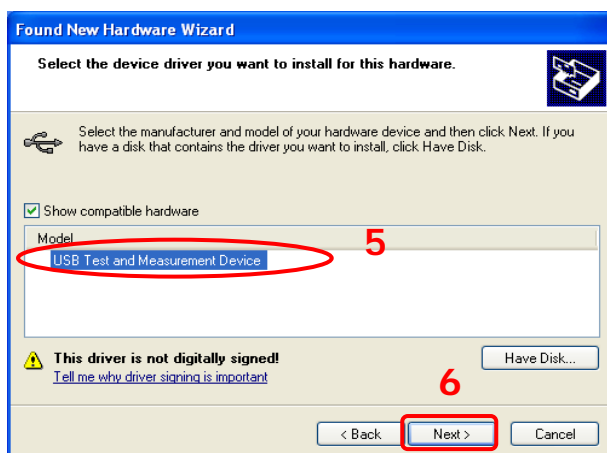 Found New Hardware Wizard
Select the device driver you want to install for this hardware.
Select the manufacturer and model of your hardware device and then click Next. If you
have a disk that contains the driver you want to install, click Have Disk.
Show compatible hardware
Model
5
USB Test and Measurement Device
This driver is not digitally signed!
Have Disk...
Tell me why driver signing is important
6
< Back
Next >
Cancel